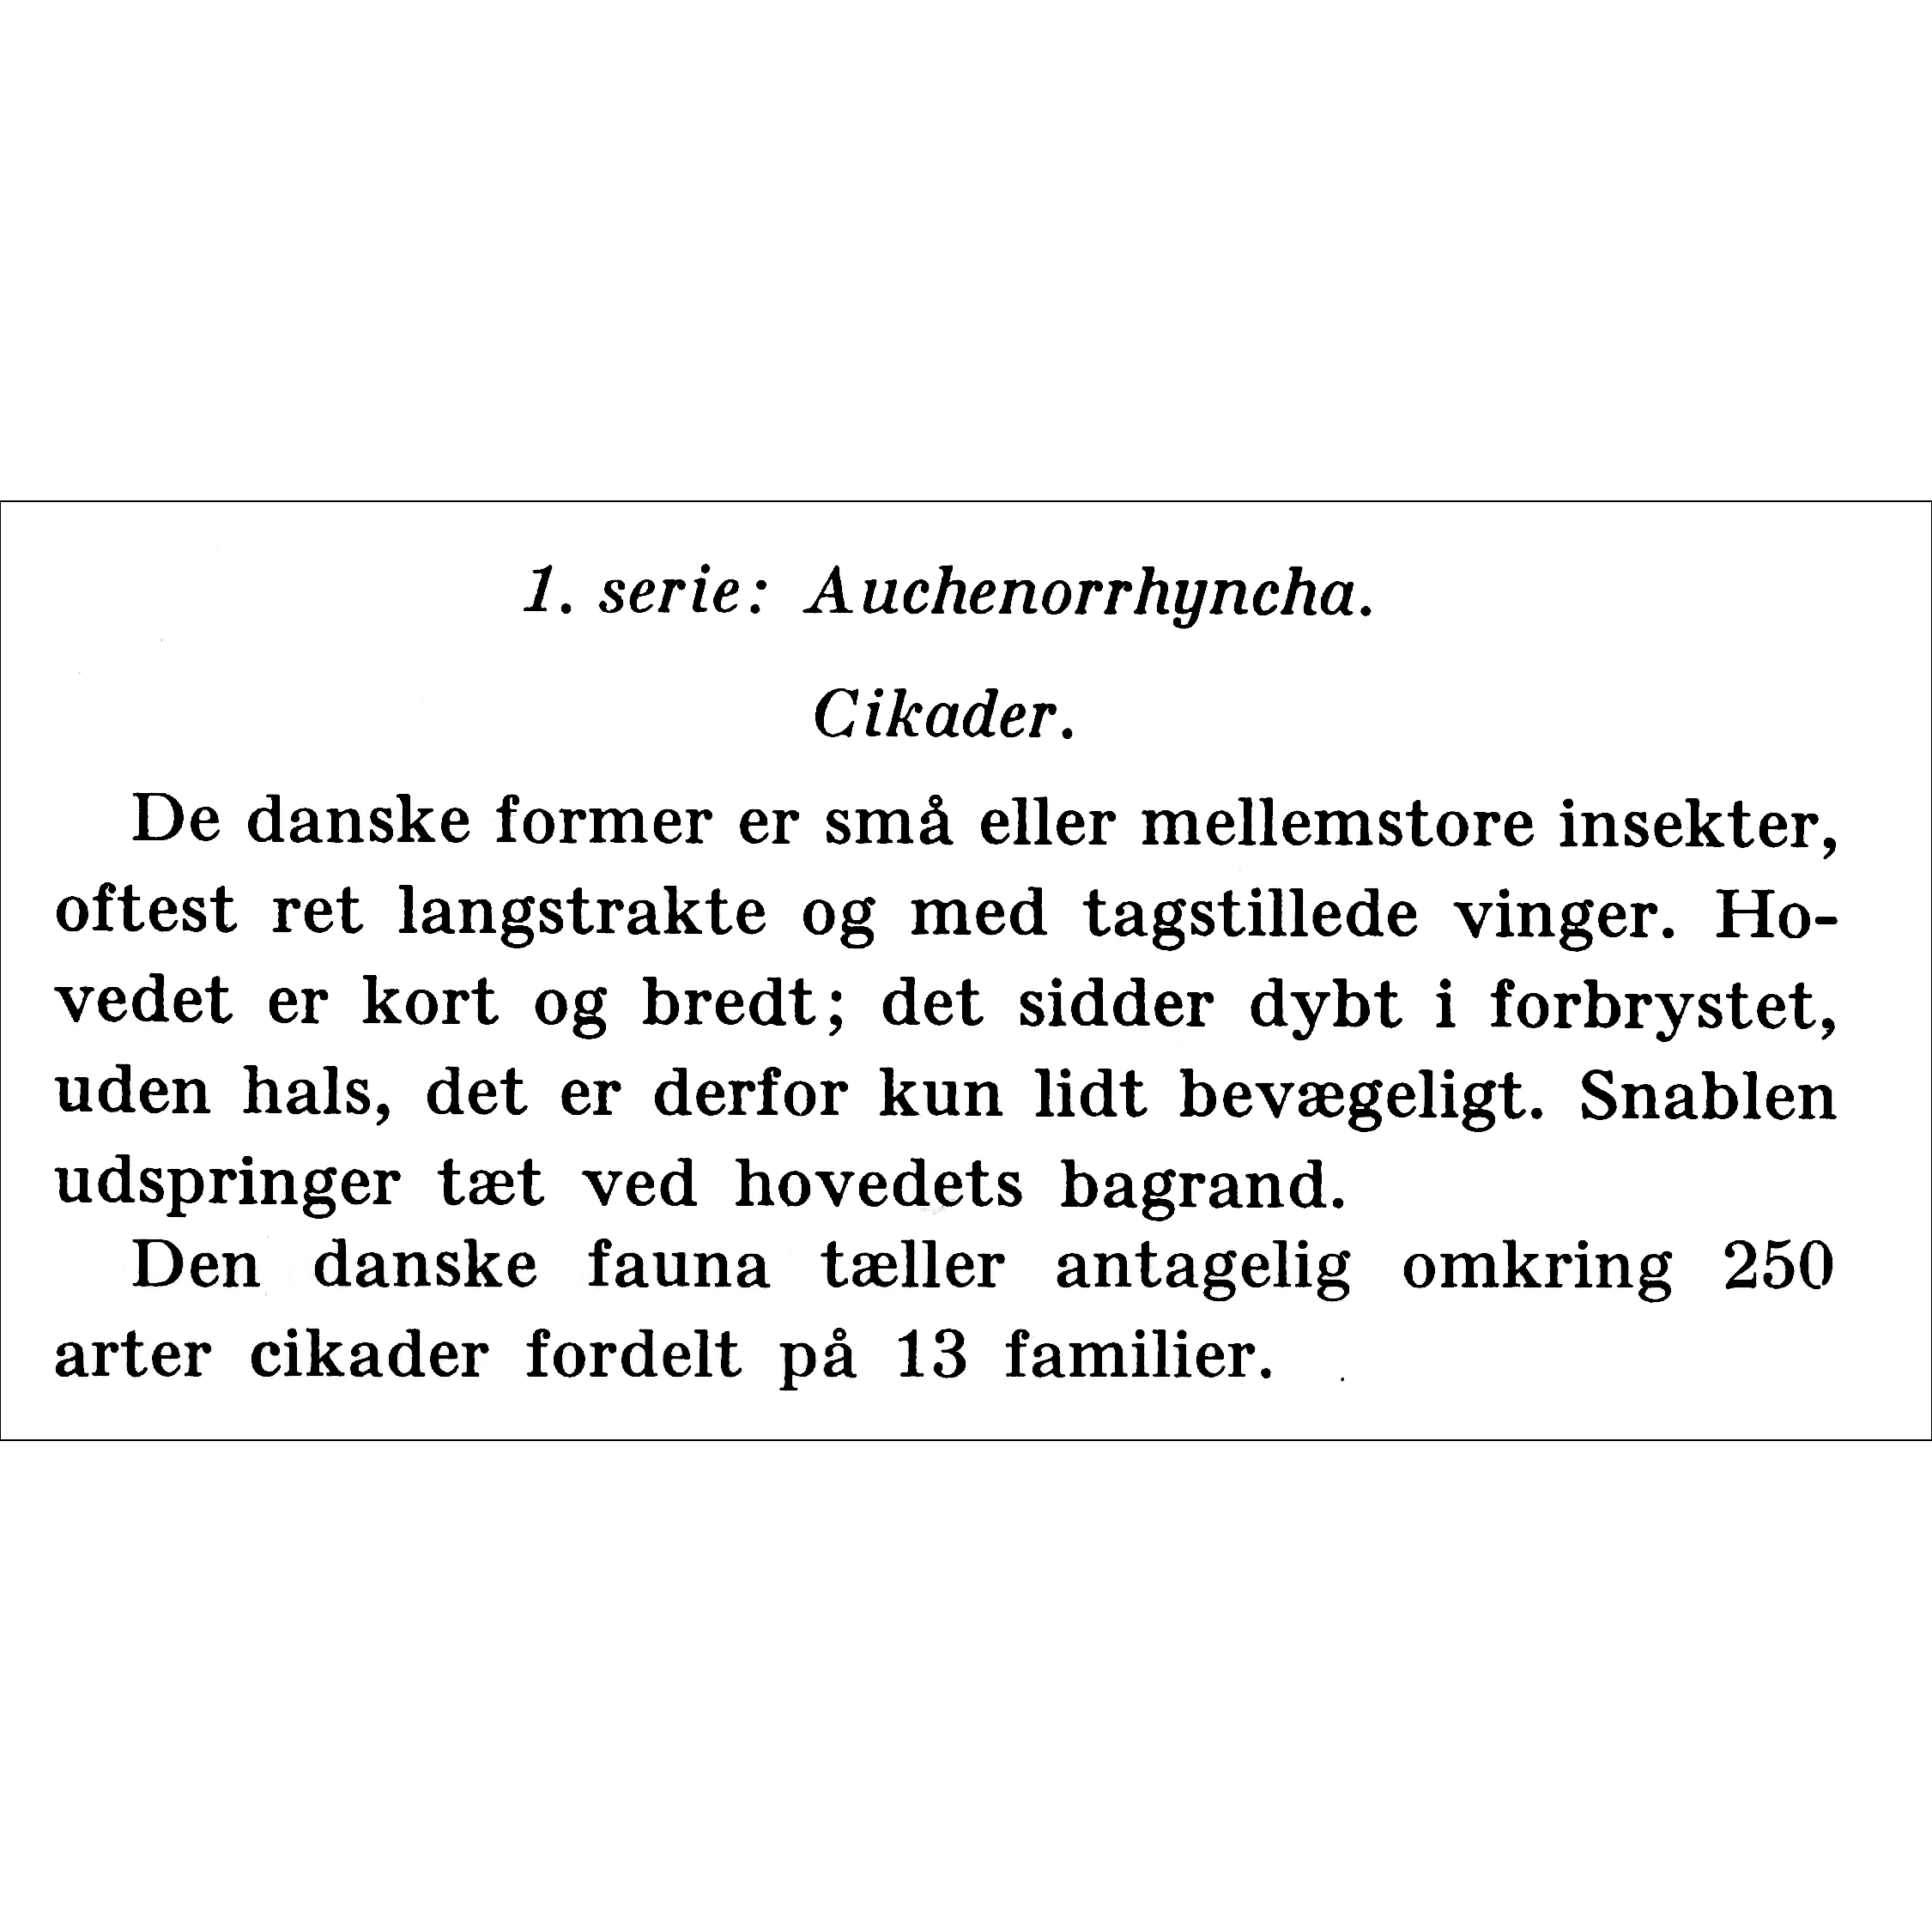 1. serie: Auchenorrhyncha.
Cikader.
De danske former er små eller mellemstore insekter,
oftest ret langstrakte og med tagstillede vinger. Ho-
vedet er kort og bredt; det sidder dybt i forbrystet,
uden hals, det er derfor kun lidt bevægeligt. Snablen
udspringer tæt ved hovedets bagrand.
Den danske fauna tæller antagelig omkring 250
arter cikader fordelt på 13 familier.